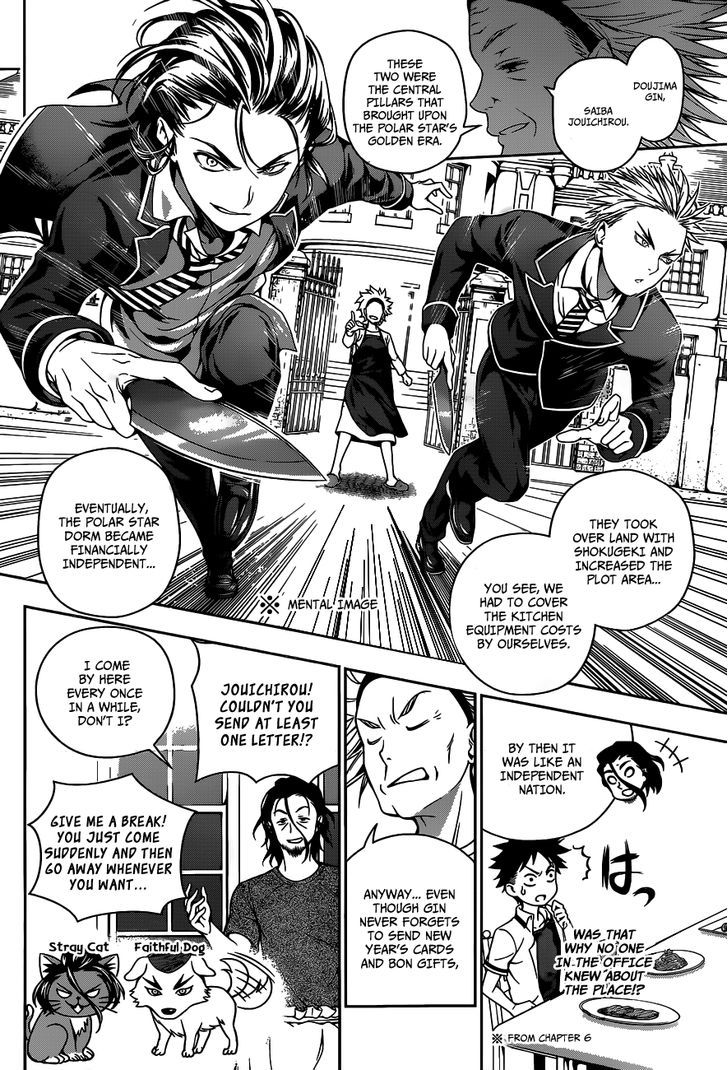 DOUJIMA
GIN,
SAIBA
JOUICHIROU.
THESE
TWO WERE
THE CENTRAL
PILLARS THAT
BROUGHT UPON
THE POLAR STAR'S
GOLDEN ERA.
THEY TOOK
OVER LAND WITH
SHOKUGEKI AND
INCREASED THE
PLOT AREA...
YOU SEE, WE
HAD TO COVER
THE KITCHEN
EQUIPMENT COSTS
BY OURSELVES.
EVENTUALLY,
THE POLAR STAR
DORM BECAME
FINANCIALLY
INDEPENDENT...
※ MENTAL IMAGE
BY THEN IT
WAS LIKE AN
INDEPENDENT
NATION.
はっ
WAS THAT
WHY NO ONE
IN THE OFFICE
KNEW ABOUT
THE PLACE!?
※ FROM CHAPTER 6
ANYWAY... EVEN
THOUGH GIN
NEVER FORGETS
TO SEND NEW
YEAR'S CARDS
AND BON GIFTS,
JOUICHIROU!
COULDN'T YOU
SEND AT LEAST
ONE LETTER!?
I COME
BY HERE
EVERY ONCE
IN A WHILE,
DON'T I?
GIVE ME A BREAK!
YOU JUST COME
SUDDENLY AND THEN
GO AWAY WHENEVER
YOU WANT...
Stray Cat
Faithful Dog